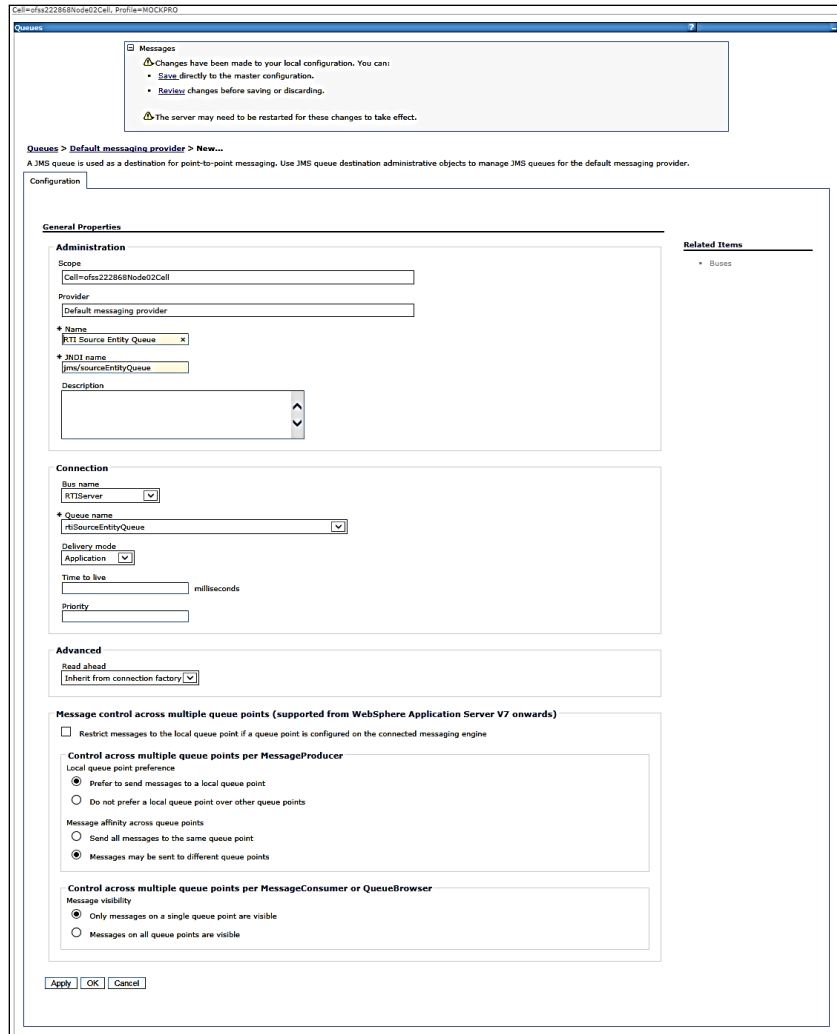 Cell=ofss222868Node02Cell, Profile=MOCKPRO
Queues ?
Messages
Changes have been made to your local configuration. You can:
Save directly to the master configuration.
Review changes before saving or discarding.
The server may need to be restarted for these changes to take effect.
Queues > Default messaging provider > New...
A JMS queue is used as a destination for point-to-point messaging. Use JMS queue destination administrative objects to manage JMS queues for the default messaging provider.
Configuration
General Properties
Administration
Scope
Cell=ofss222868Node02Cell
Provider
Default messaging provider
* Name
RTI Source Entity Queue ×
* JNDI name
jms/sourceEntityQueue
Description
Related Items
Buses
Connection
Bus name
RTIServer
* Queue name
rtiSourceEntityQueue
Delivery mode
Application
Time to live
milliseconds
Priority
Advanced
Read ahead
Inherit from connection factory
Message control across multiple queue points (supported from WebSphere Application Server V7 onwards)
Restrict messages to the local queue point if a queue point is configured on the connected messaging engine
Control across multiple queue points per MessageProducer
Local queue point preference
Prefer to send messages to a local queue point
Do not prefer a local queue point over other queue points
Message affinity across queue points
Send all messages to the same queue point
Messages may be sent to different queue points
Control across multiple queue points per MessageConsumer or QueueBrowser
Message visibility
Only messages on a single queue point are visible
Messages on all queue points are visible
Apply OK Cancel